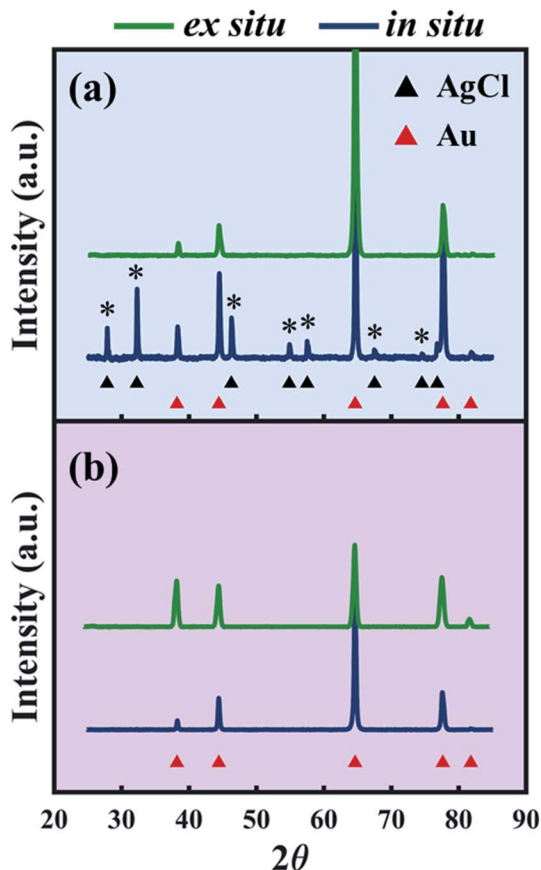 ex situ in situ
(a)
▲ AgCl
▲ Au
Intensity (a.u.)
* * * * * * *
(b)
Intensity (a.u.)
20 30 40 50 60 70 80 90
2θ